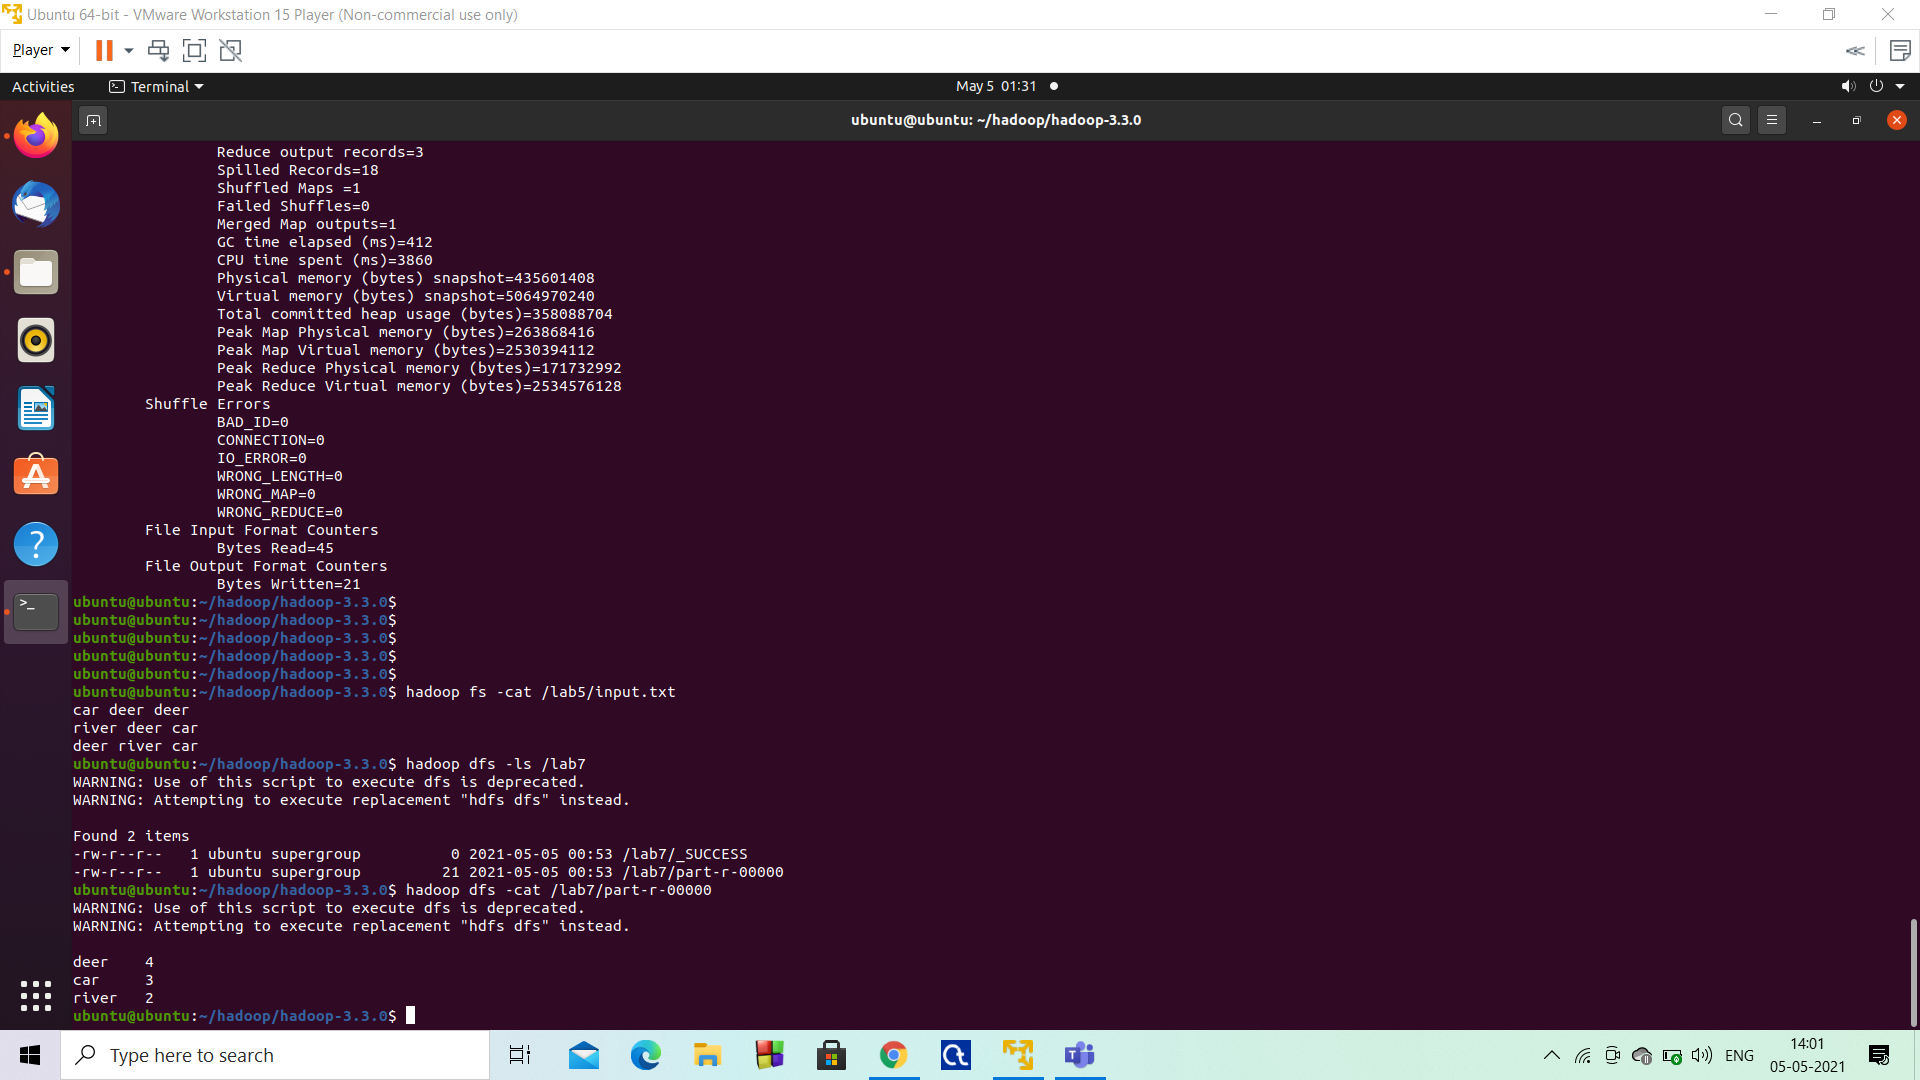 Ubuntu 64-bit - VMware Workstation 15 Player (Non-commercial use only)
Player
Activities
Terminal
May 5 01:31
ubuntu@ubuntu: ~/hadoop/hadoop-3.3.0
Reduce output records=3
Spilled Records=18
Shuffled Maps =1
Failed Shuffles=0
Merged Map outputs=1
GC time elapsed (ms)=412
CPU time spent (ms)=3860
Physical memory (bytes) snapshot=435601408
Virtual memory (bytes) snapshot=5064970240
Total committed heap usage (bytes)=358088704
Peak Map Physical memory (bytes)=263868416
Peak Map Virtual memory (bytes)=2530394112
Peak Reduce Physical memory (bytes)=171732992
Peak Reduce Virtual memory (bytes)=2534576128
Shuffle Errors
BAD_ID=0
CONNECTION=0
IO_ERROR=0
WRONG_LENGTH=0
WRONG_MAP=0
WRONG_REDUCE=0
File Input Format Counters
Bytes Read=45
File Output Format Counters
Bytes Written=21
ubuntu@ubuntu:~/hadoop/hadoop-3.3.0$
ubuntu@ubuntu:~/hadoop/hadoop-3.3.0$
ubuntu@ubuntu:~/hadoop/hadoop-3.3.0$
ubuntu@ubuntu:~/hadoop/hadoop-3.3.0$
ubuntu@ubuntu:~/hadoop/hadoop-3.3.0$
ubuntu@ubuntu:~/hadoop/hadoop-3.3.0$ hadoop fs -cat /lab5/input.txt
car deer deer
river deer car
deer river car
ubuntu@ubuntu:~/hadoop/hadoop-3.3.0$ hadoop dfs -ls /lab7
WARNING: Use of this script to execute dfs is deprecated.
WARNING: Attempting to execute replacement "hdfs dfs" instead.
Found 2 items
-rw-r--r--   1 ubuntu supergroup          0 2021-05-05 00:53 /lab7/_SUCCESS
-rw-r--r--   1 ubuntu supergroup         21 2021-05-05 00:53 /lab7/part-r-00000
ubuntu@ubuntu:~/hadoop/hadoop-3.3.0$ hadoop dfs -cat /lab7/part-r-00000
WARNING: Use of this script to execute dfs is deprecated.
WARNING: Attempting to execute replacement "hdfs dfs" instead.
deer    4
car     3
river   2
ubuntu@ubuntu:~/hadoop/hadoop-3.3.0$
Type here to search
ENG
14:01
05-05-2021